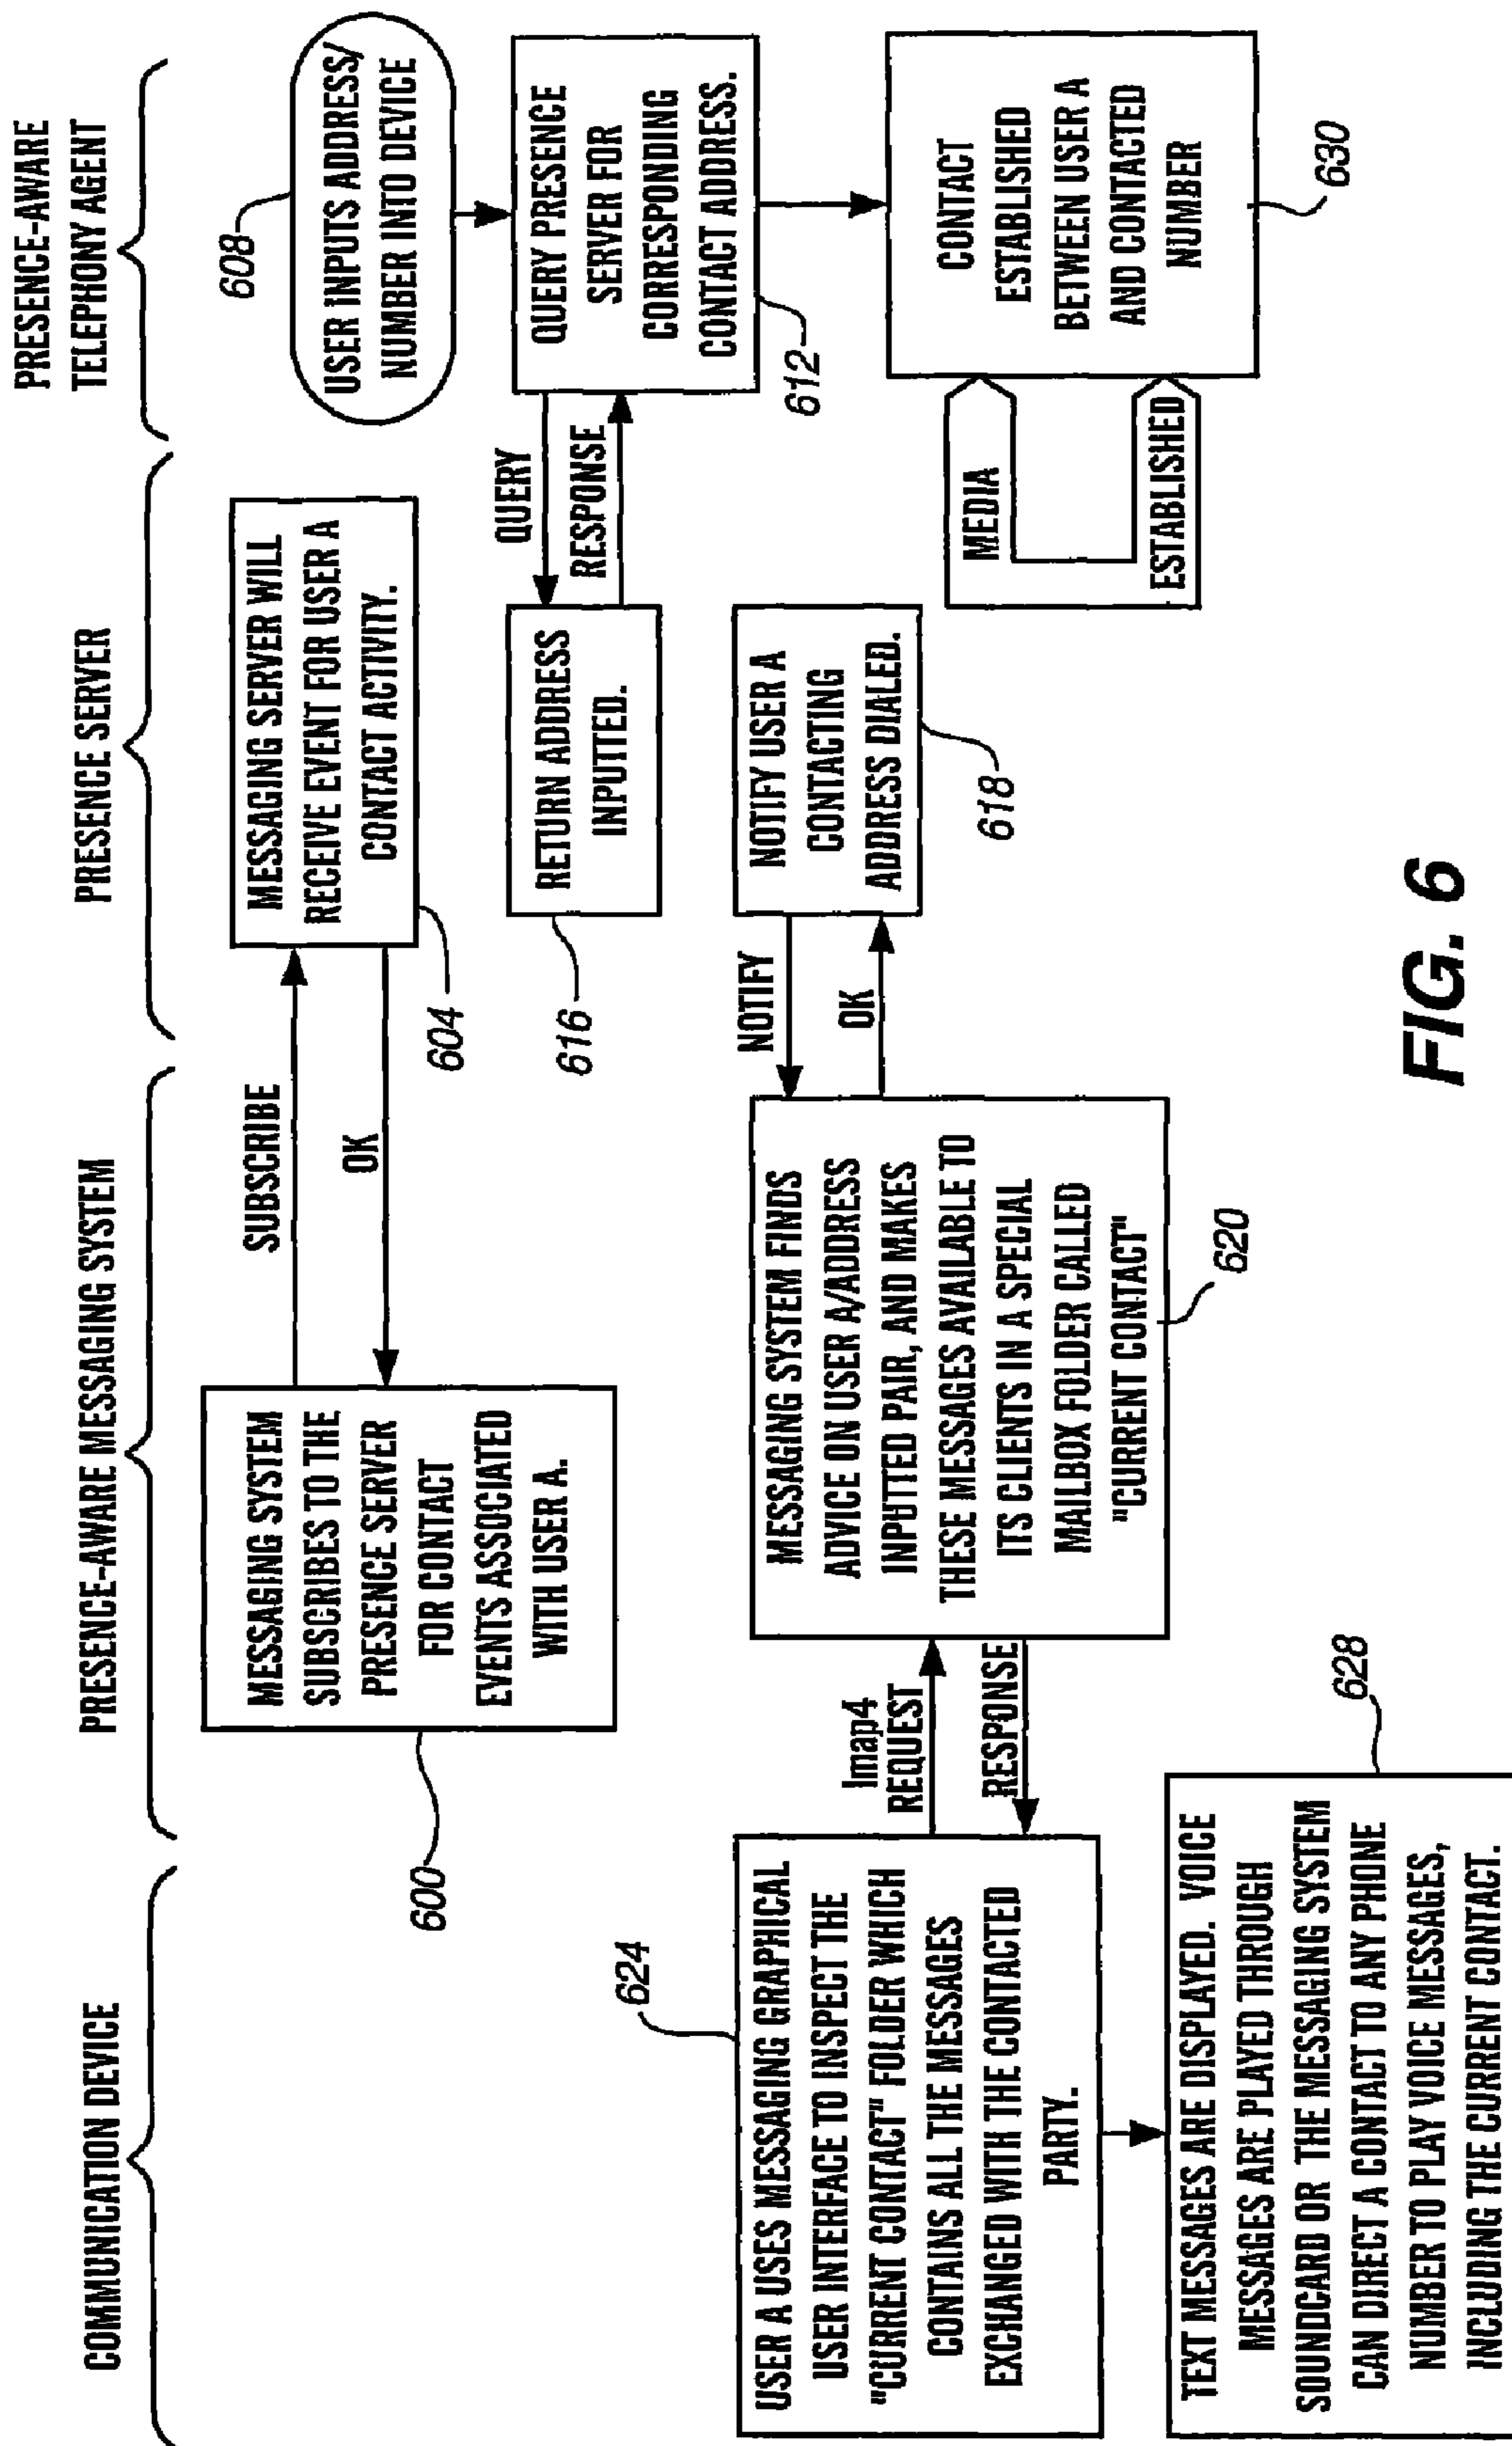 COMMUNICATION DEVICE
PRESENCE-AWARE MESSAGING SYSTEM
PRESENCE SERVER
PRESENCE-AWARE
TELEPHONY AGENT
MESSAGING SYSTEM
SUBSCRIBES TO THE
PRESENCE SERVER
FOR CONTACT
EVENTS ASSOCIATED
WITH USER A.
600
SUBSCRIBE
OK
MESSAGING SERVER WILL
RECEIVE EVENT FOR USER A
CONTACT ACTIVITY.
604
608
USER INPUTS ADDRESS/
NUMBER INTO DEVICE
QUERY PRESENCE
SERVER FOR
CORRESPONDING
CONTACT ADDRESS.
612
QUERY
RESPONSE
RETURN ADDRESS
INPUTTED.
616
NOTIFY USER A
CONTACTING
ADDRESS DIALED.
618
NOTIFY
OK
MESSAGING SYSTEM FINDS
ADVICE ON USER A/ADDRESS
INPUTTED PAIR, AND MAKES
THESE MESSAGES AVAILABLE TO
ITS CLIENTS IN A SPECIAL
MAILBOX FOLDER CALLED
"CURRENT CONTACT"
620
Imap4
REQUEST
RESPONSE
624
USER A USES MESSAGING GRAPHICAL
USER INTERFACE TO INSPECT THE
"CURRENT CONTACT" FOLDER WHICH
CONTAINS ALL THE MESSAGES
EXCHANGED WITH THE CONTACTED
PARTY.
628
TEXT MESSAGES ARE DISPLAYED. VOICE
MESSAGES ARE PLAYED THROUGH
SOUNDCARD OR THE MESSAGING SYSTEM
CAN DIRECT A CONTACT TO ANY PHONE
NUMBER TO PLAY VOICE MESSAGES,
INCLUDING THE CURRENT CONTACT.
MEDIA
ESTABLISHED
CONTACT
ESTABLISHED
BETWEEN USER A
AND CONTACTED
NUMBER
630
FIG. 6